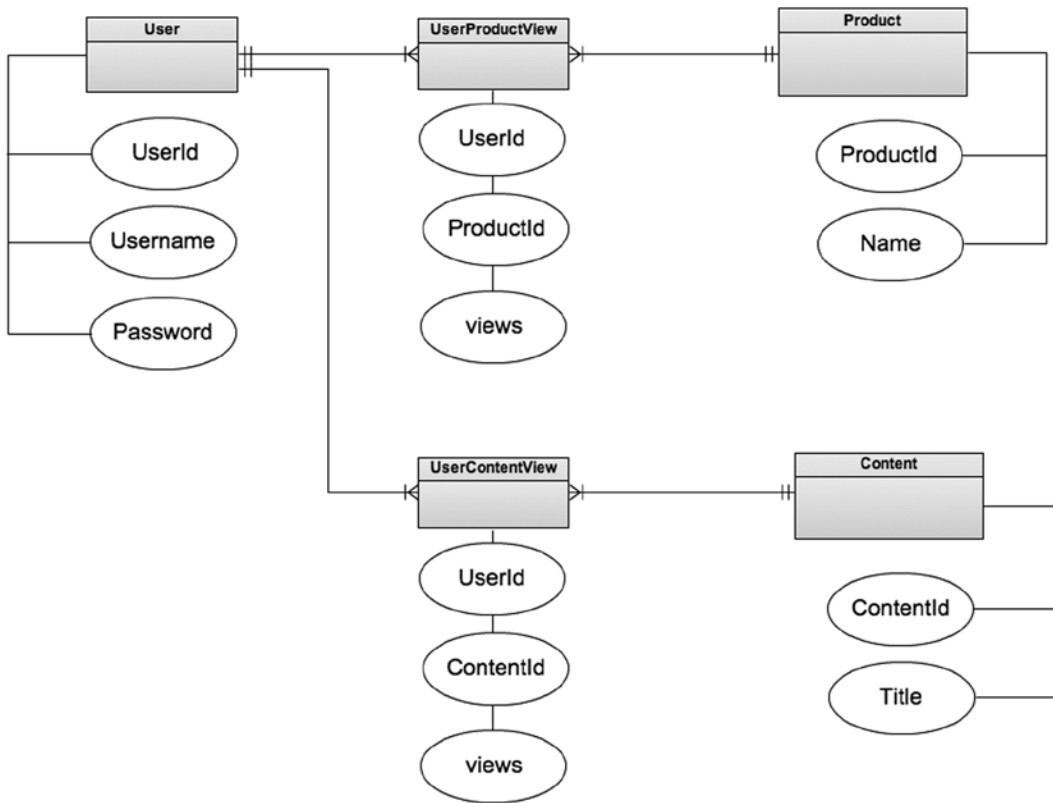 User
UserId
Username
Password
UserProductView
UserId
ProductId
views
Product
ProductId
Name
UserContentView
UserId
ContentId
views
Content
ContentId
Title